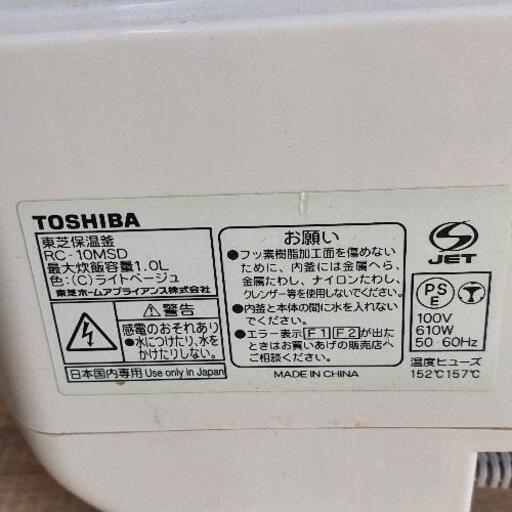 TOSHIBA
東芝保温釜
RC-10MSD
最大炊飯容量1.0L
色:(C)ライトベージュ
東芝ホームアプライアンス株式会社
⚠警告
感電のおそれあり
●水につけたり、水を
かけたりしない。
日本国内専用 Use only in Japan
お願い
●フッ素樹脂加工面を傷めない
ために、内釜には金属へら、
金属たわし、ナイロンたわし、
クレンザー等を使用しないでください。
●内釜と本体の間に水を入れない
でください。
●エラー表示 F1 F2 が出た
ときはお買いあげの販売店へ
ご相談ください。
MADE IN CHINA
JET
PS
E
100V
610W
50-60Hz
温度ヒューズ
152℃157℃